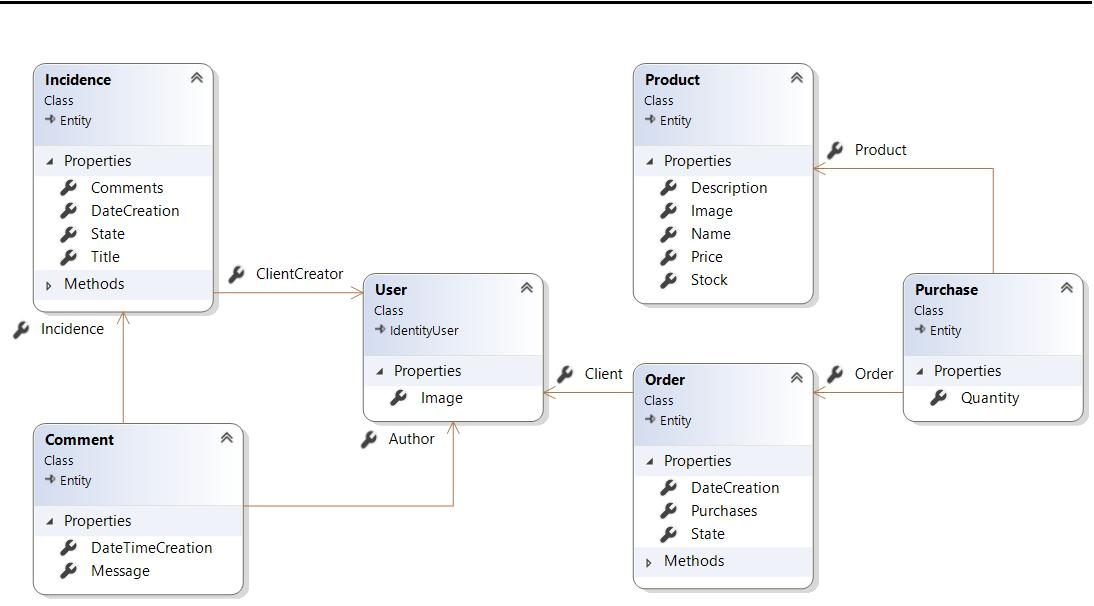 Incidence
Class
Entity
Properties
Comments
DateCreation
State
Title
Methods
ClientCreator
Incidence
Comment
Class
Entity
Properties
DateTimeCreation
Message
User
Class
IdentityUser
Properties
Image
Author
Client
Product
Class
Entity
Properties
Description
Image
Name
Price
Stock
Product
Order
Class
Entity
Properties
DateCreation
Purchases
State
Methods
Order
Purchase
Class
Entity
Properties
Quantity